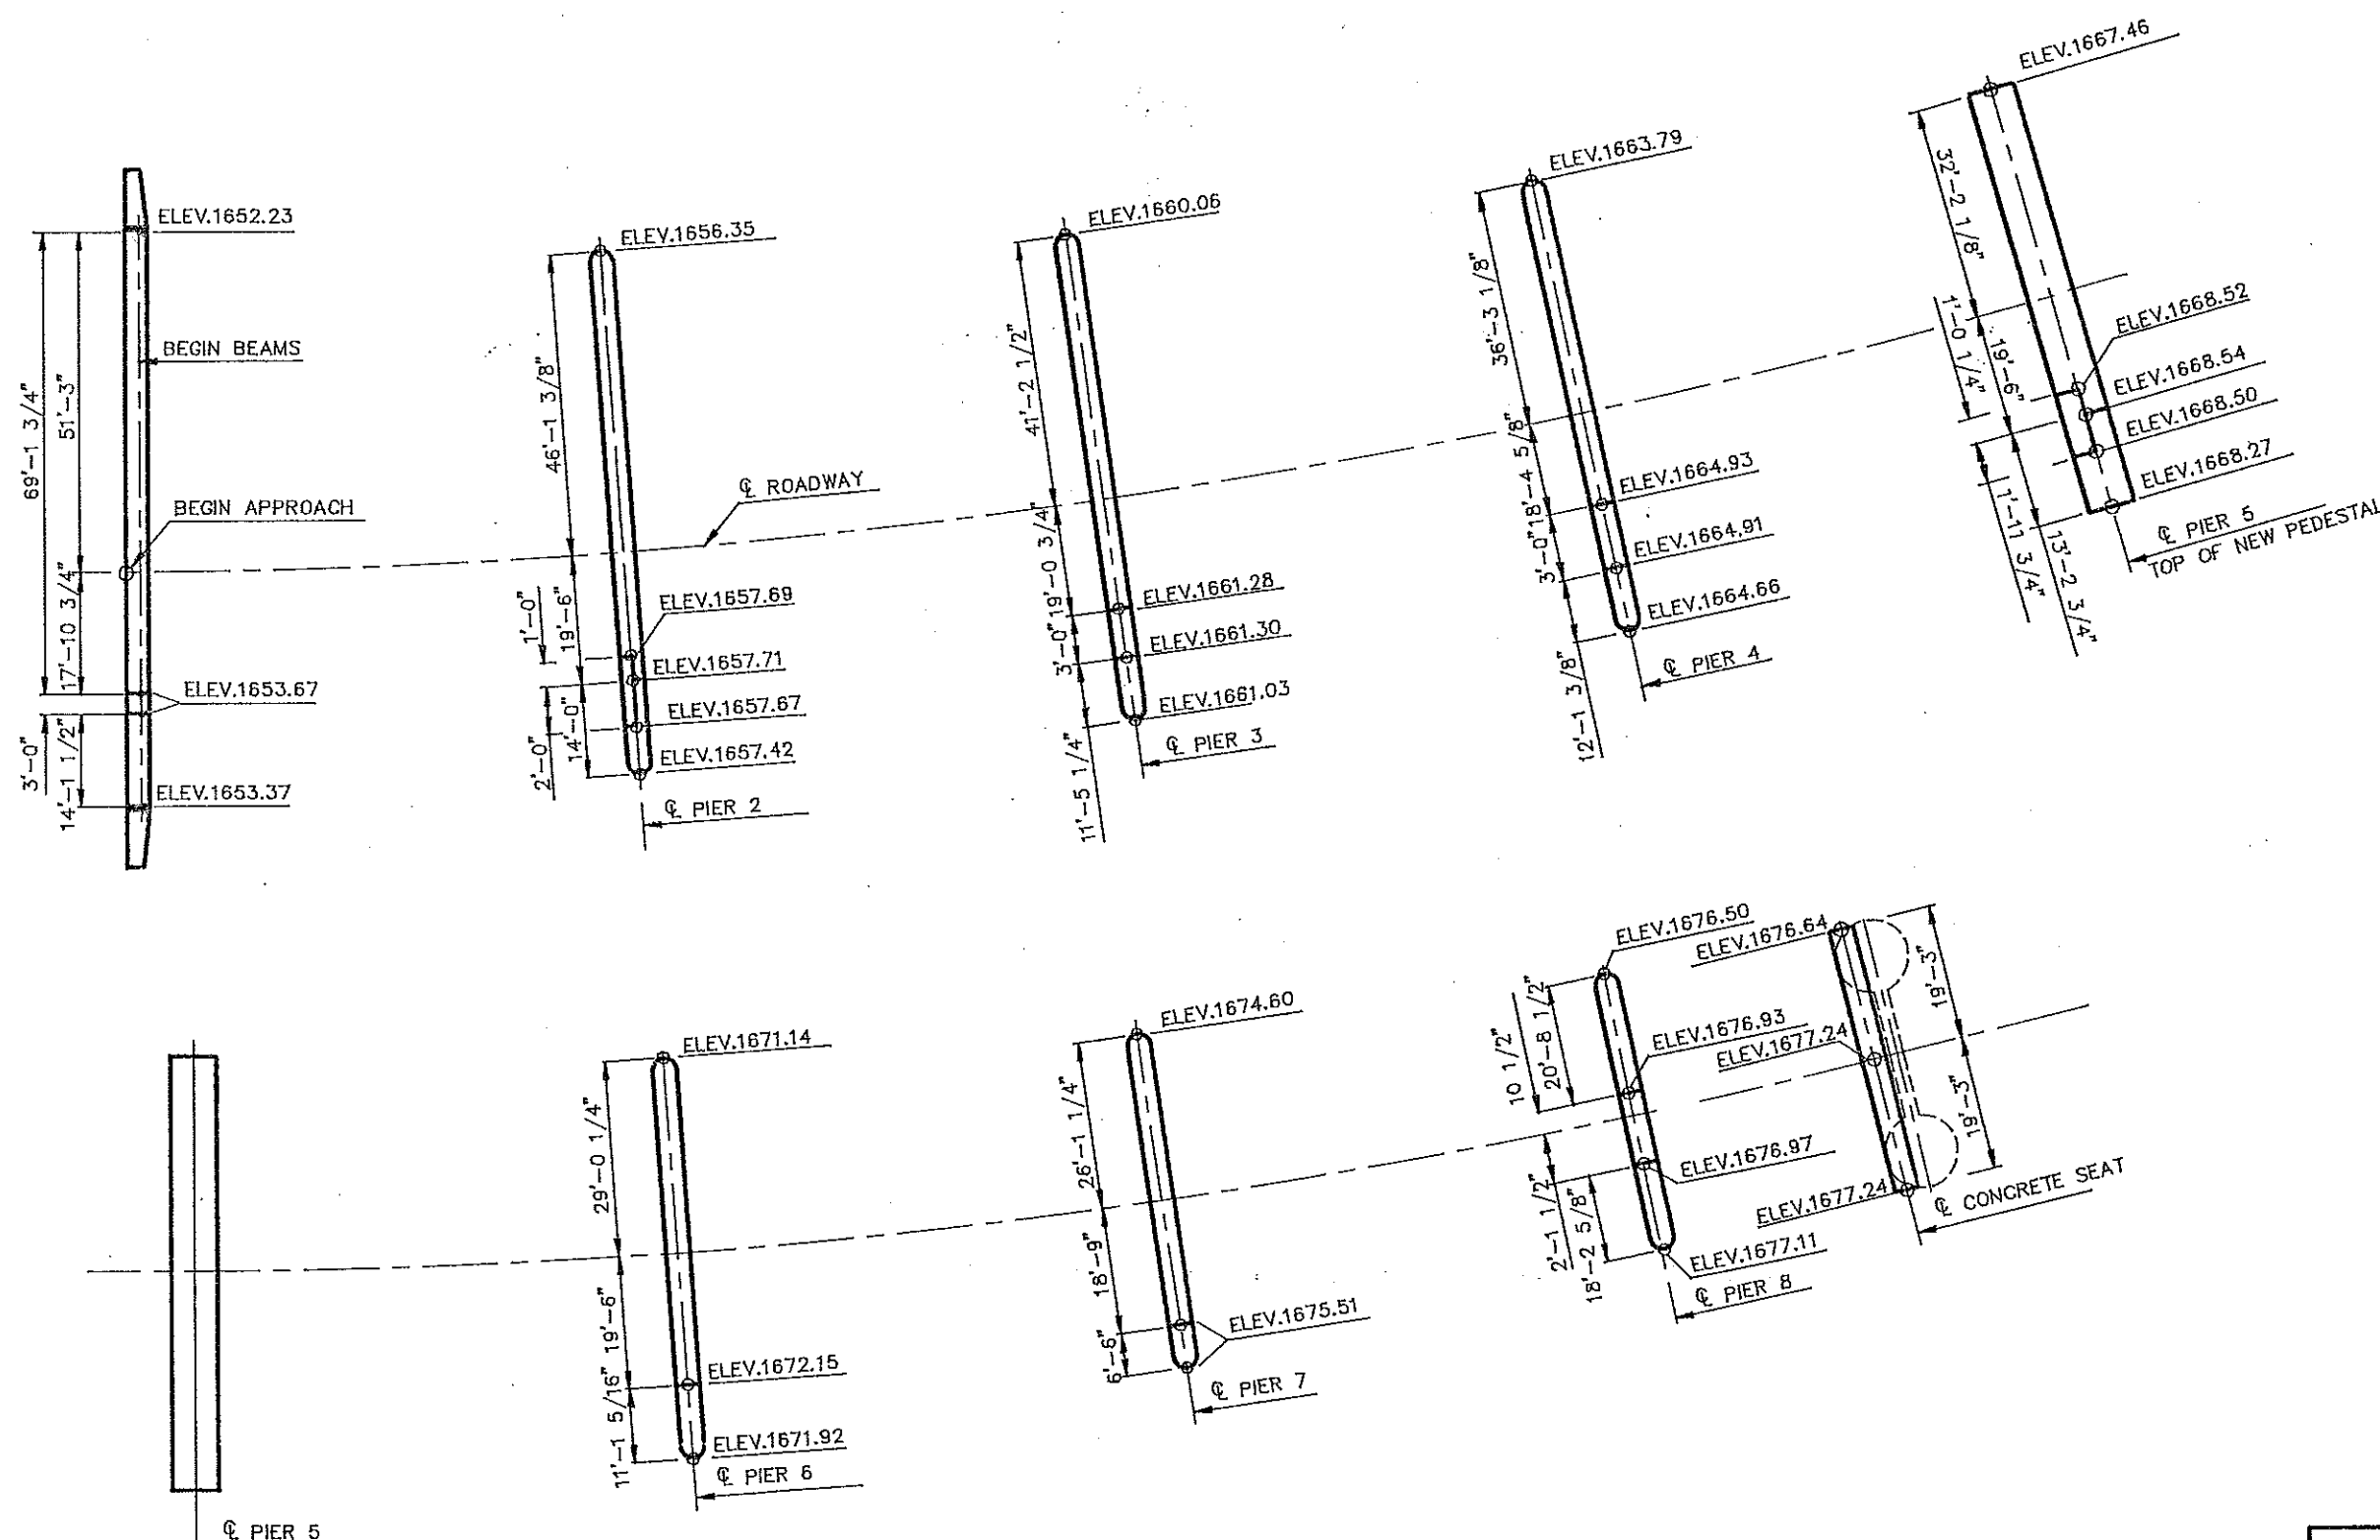 ELEV.1652.23
BEGIN BEAMS
69'-1 3/4"
51'-3"
BEGIN APPROACH
17'-10 3/4"
ELEV.1653.67
3'-0"
14'-1 1/2"
ELEV.1653.37
ELEV.1656.35
46'-1 3/8"
℄ ROADWAY
1'-0"
19'-6"
ELEV.1657.69
ELEV.1657.71
ELEV.1657.67
2'-0"
14'-0"
ELEV.1657.42
℄ PIER 2
ELEV.1660.06
41'-2 1/2"
19'-0 3/4"
ELEV.1661.28
3'-0"
ELEV.1661.30
11'-5 1/4"
ELEV.1661.03
℄ PIER 3
ELEV.1663.79
36'-3 1/8"
18'-4 5/8"
ELEV.1664.93
3'-0"
ELEV.1664.91
12'-1 3/8"
ELEV.1664.66
℄ PIER 4
ELEV.1667.46
32'-2 1/8"
1'-0 1/4"
19'-6"
ELEV.1668.52
ELEV.1668.54
ELEV.1668.50
ELEV.1668.27
1'-11 3/4"
13'-2 3/4"
℄ PIER 5
TOP OF NEW PEDESTAL
℄ PIER 5
ELEV.1671.14
29'-0 1/4"
19'-6"
ELEV.1672.15
11'-1 5/16"
ELEV.1671.92
℄ PIER 6
ELEV.1674.60
26'-1 1/4"
18'-9"
ELEV.1675.51
6'-6"
℄ PIER 7
ELEV.1676.50
10 1/2"
20'-8 1/2"
ELEV.1676.93
ELEV.1676.97
2'-1 1/2"
18'-2 5/8"
ELEV.1677.11
℄ PIER 8
ELEV.1676.64
19'-3"
ELEV.1677.24
19'-3"
ELEV.1677.24
℄ CONCRETE SEAT